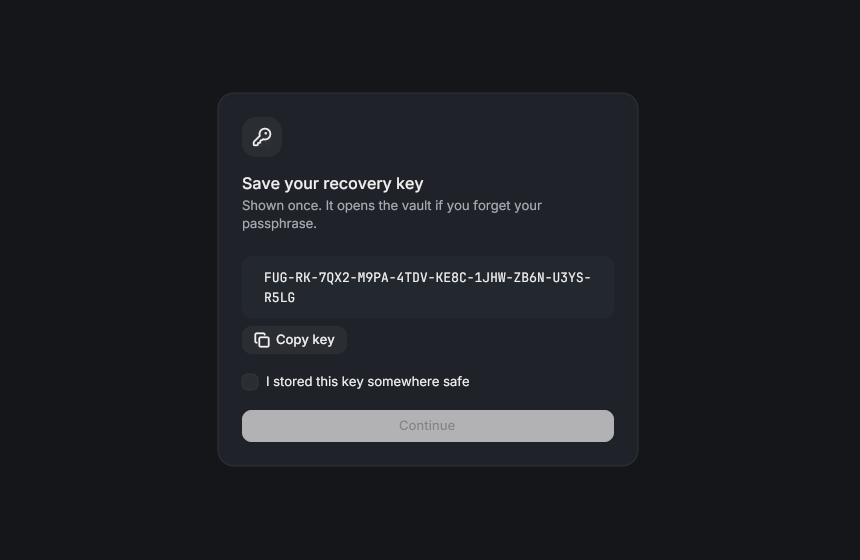 Save your recovery key
Shown once. It opens the vault if you forget your
passphrase.
FUG-RK-7QX2-M9PA-4TDV-KE8C-1JHW-ZB6N-U3YS-
R5LG
Copy key
I stored this key somewhere safe
Continue